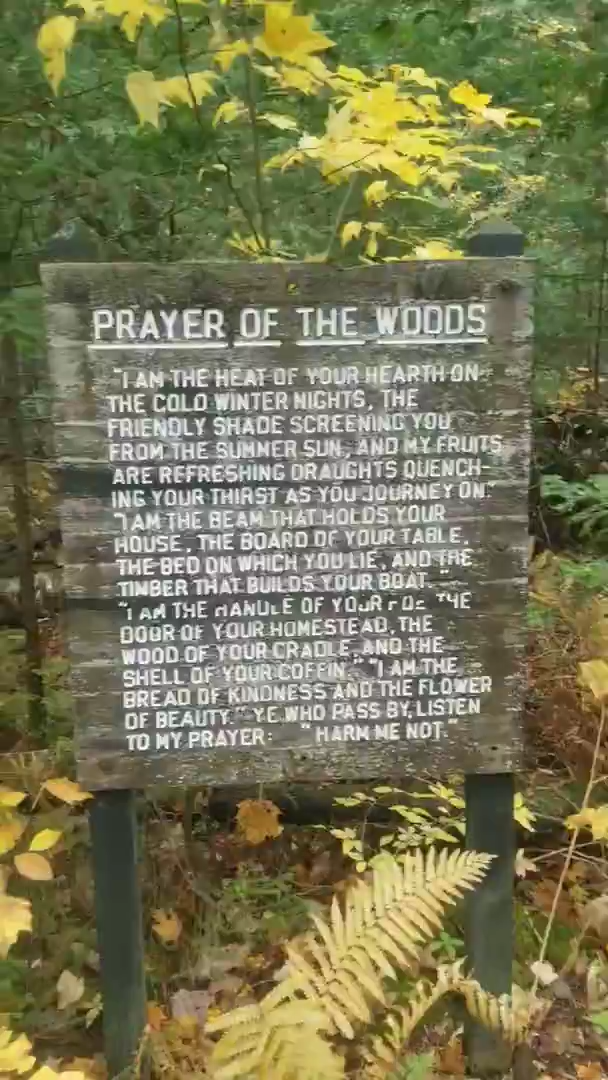 PRAYER OF THE WOODS
"I AM THE HEAT OF YOUR HEARTH ON
THE COLD WINTER NIGHTS, THE
FRIENDLY SHADE SCREENING YOU
FROM THE SUMMER SUN, AND MY FRUITS
ARE REFRESHING DRAUGHTS QUENCH-
ING YOUR THIRST AS YOU JOURNEY ON."
"I AM THE BEAM THAT HOLDS YOUR
HOUSE, THE BOARD OF YOUR TABLE,
THE BED ON WHICH YOU LIE, AND THE
TIMBER THAT BUILDS YOUR BOAT."
"I AM THE HANDLE OF YOUR HOE THE
DOOR OF YOUR HOMESTEAD, THE
WOOD OF YOUR CRADLE, AND THE
SHELL OF YOUR COFFIN." "I AM THE
BREAD OF KINDNESS AND THE FLOWER
OF BEAUTY." YE WHO PASS BY, LISTEN
TO MY PRAYER: "HARM ME NOT."